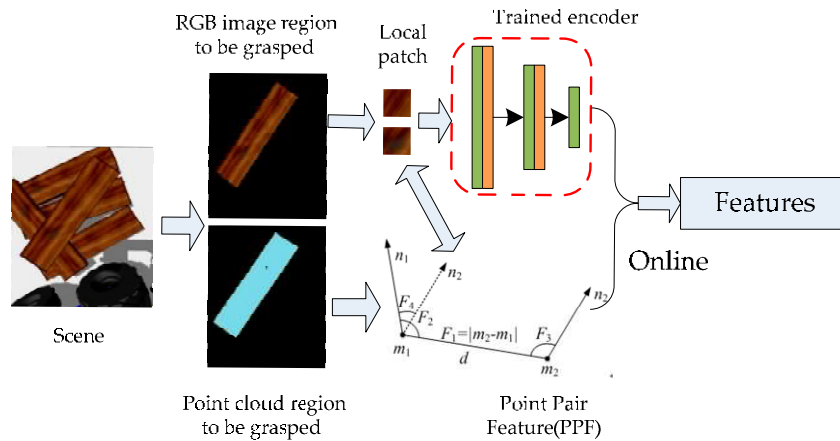 RGB image region
to be grasped
Local
patch
Trained encoder
Scene
Features
Online
n₁
n₂
F₄
F₂
F₁=|m₂-m₁|
F₃
n₂
m₁
d
m₂
Point cloud region
to be grasped
Point Pair
Feature(PPF)